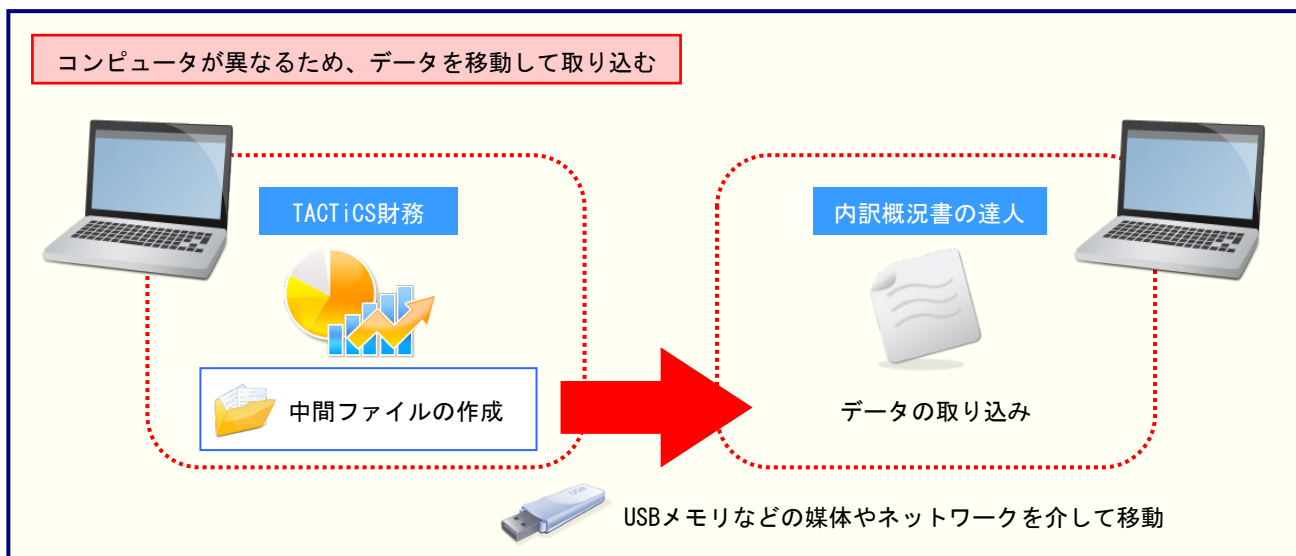 コンピュータが異なるため、データを移動して取り込む
TACTiCS財務
内訳概況書の達人
中間ファイルの作成
データの取り込み
USB
USBメモリなどの媒体やネットワークを介して移動